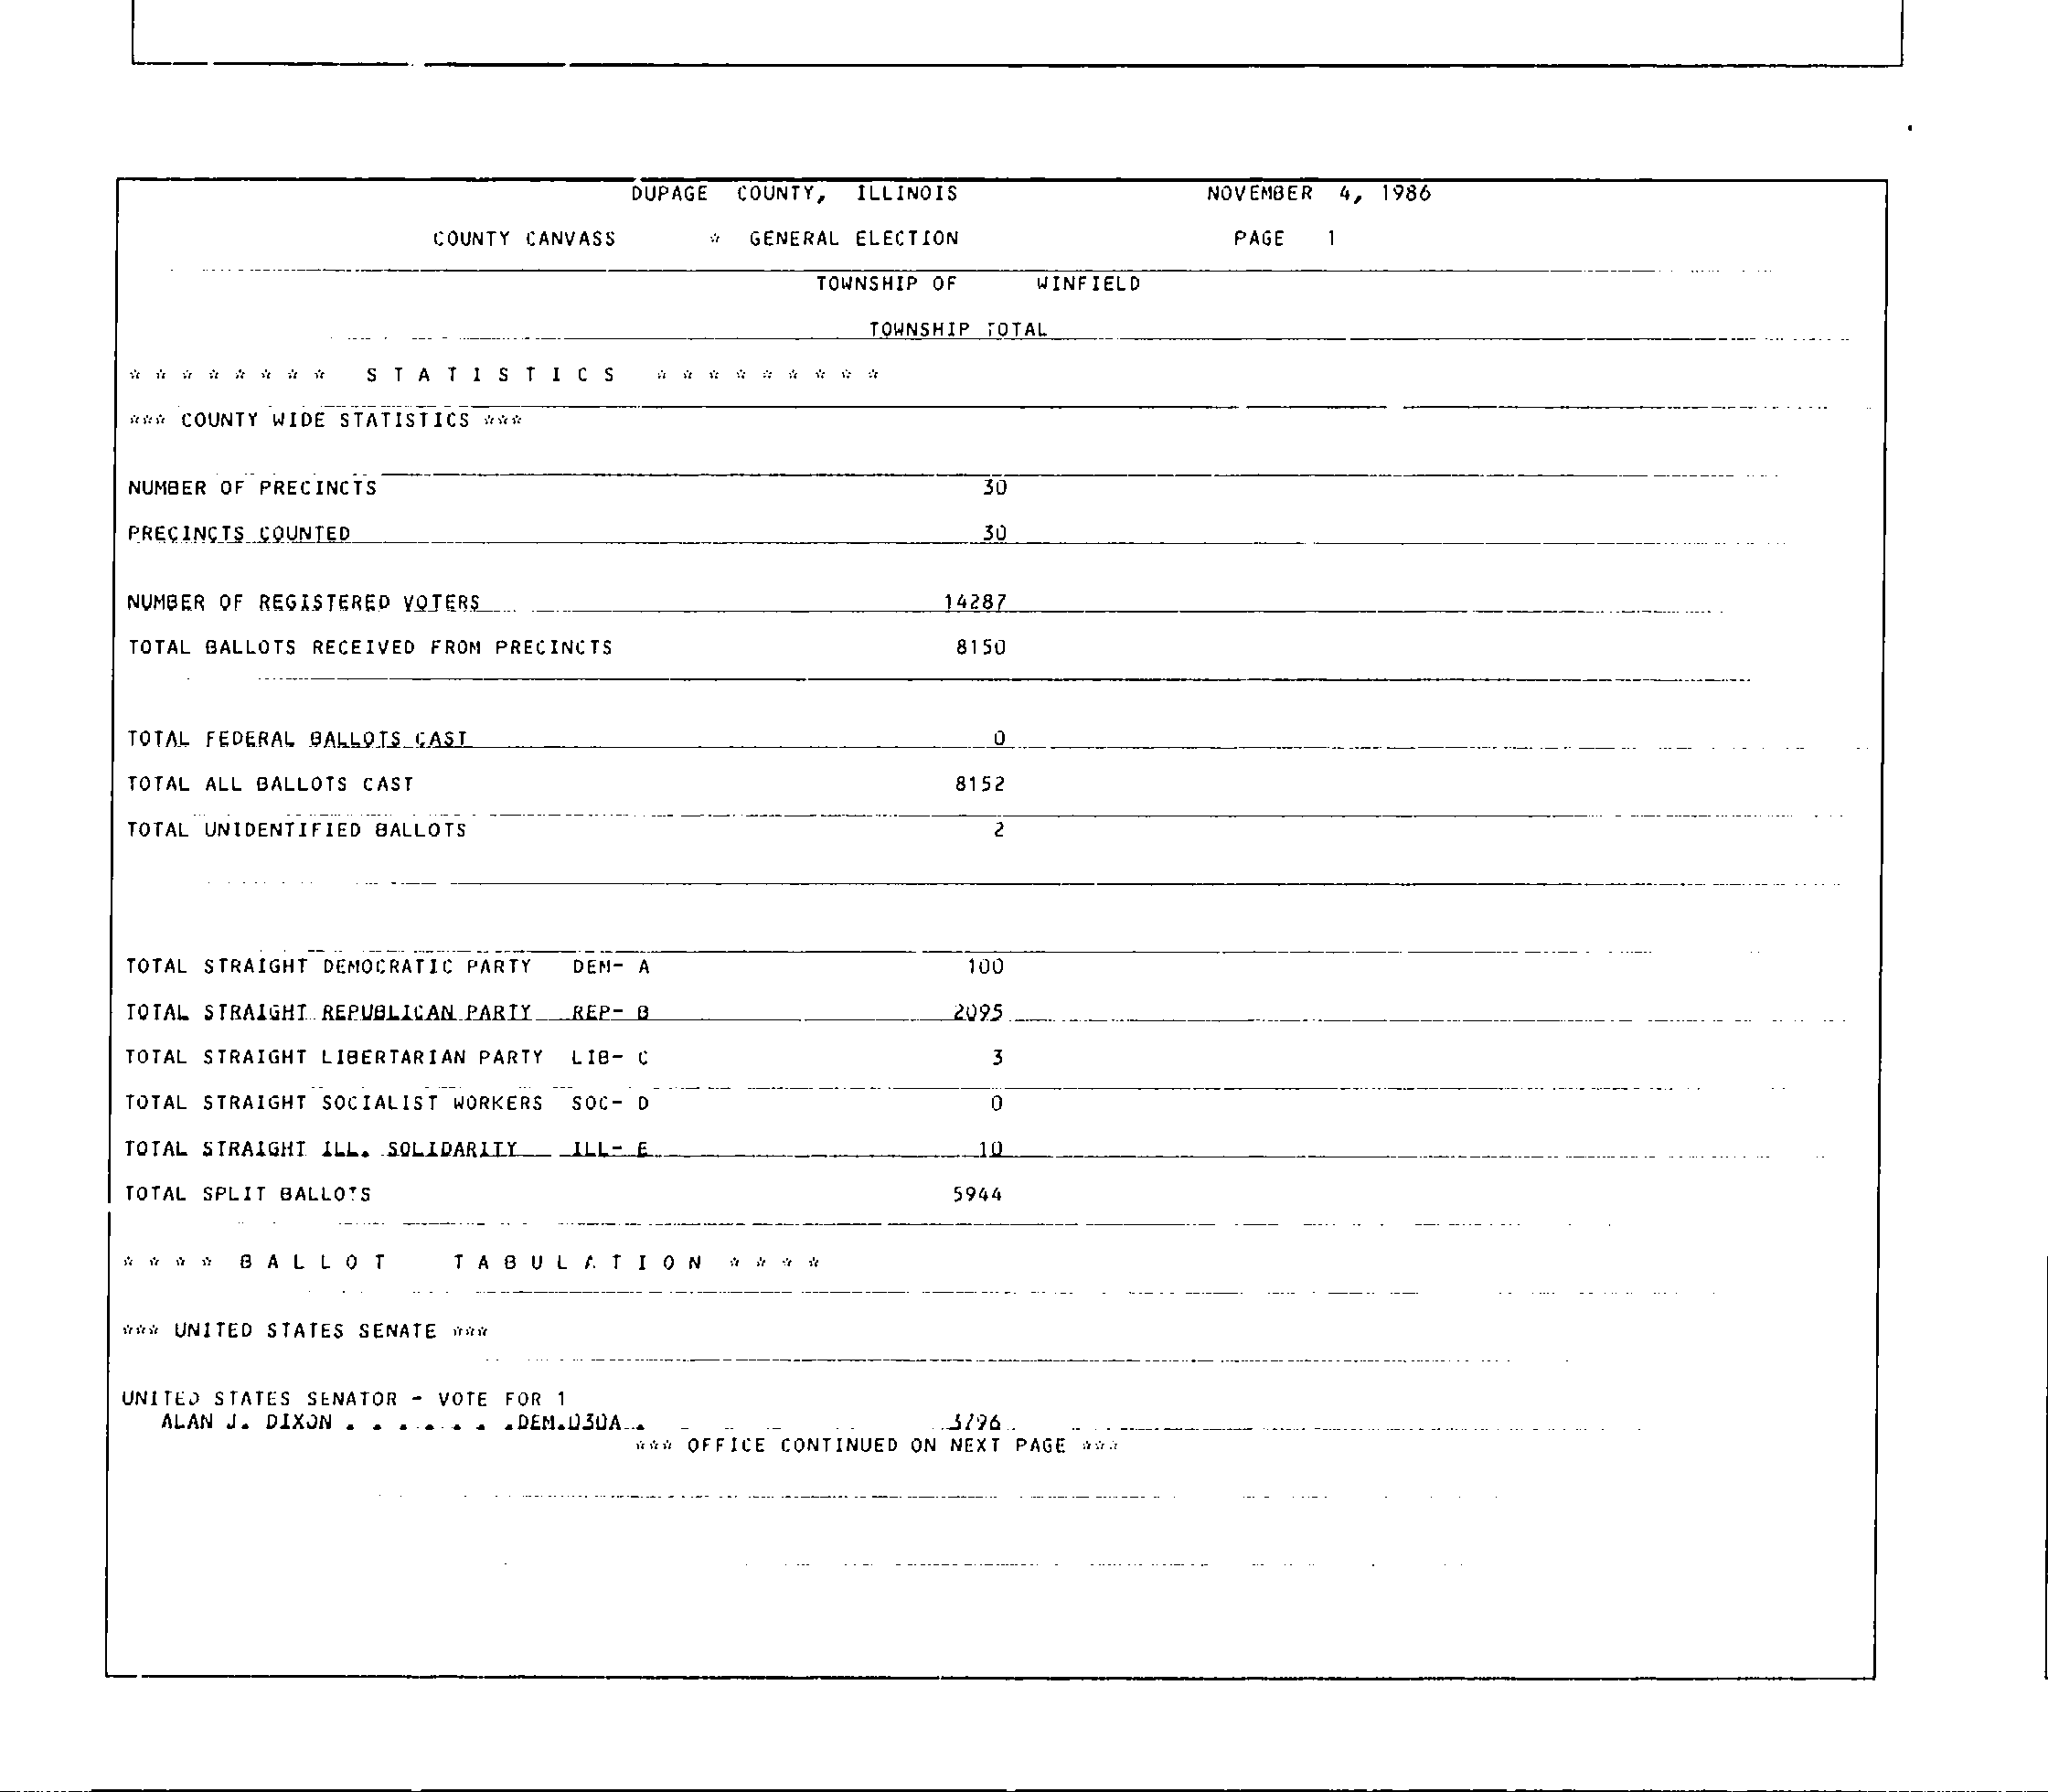 DUPAGE COUNTY, ILLINOIS NOVEMBER 4, 1986
COUNTY CANVASS * GENERAL ELECTION PAGE 1
TOWNSHIP OF WINFIELD
TOWNSHIP TOTAL
* * * * * * * * S T A T I S T I C S * * * * * * * * *
*** COUNTY WIDE STATISTICS ***
NUMBER OF PRECINCTS 30
PRECINCTS COUNTED 30
NUMBER OF REGISTERED VOTERS 14287
TOTAL BALLOTS RECEIVED FROM PRECINCTS 8150
TOTAL FEDERAL BALLOTS CAST 0
TOTAL ALL BALLOTS CAST 8152
TOTAL UNIDENTIFIED BALLOTS 2
TOTAL STRAIGHT DEMOCRATIC PARTY DEM- A 100
TOTAL STRAIGHT REPUBLICAN PARTY REP- B 2095
TOTAL STRAIGHT LIBERTARIAN PARTY LIB- C 3
TOTAL STRAIGHT SOCIALIST WORKERS SOC- D 0
TOTAL STRAIGHT ILL. SOLIDARITY ILL- E 10
TOTAL SPLIT BALLOTS 5944
* * * * B A L L O T T A B U L A T I O N * * * *
*** UNITED STATES SENATE ***
UNITED STATES SENATOR - VOTE FOR 1
ALAN J. DIXON . . . . . . .DEM.030A . 3796
*** OFFICE CONTINUED ON NEXT PAGE ***